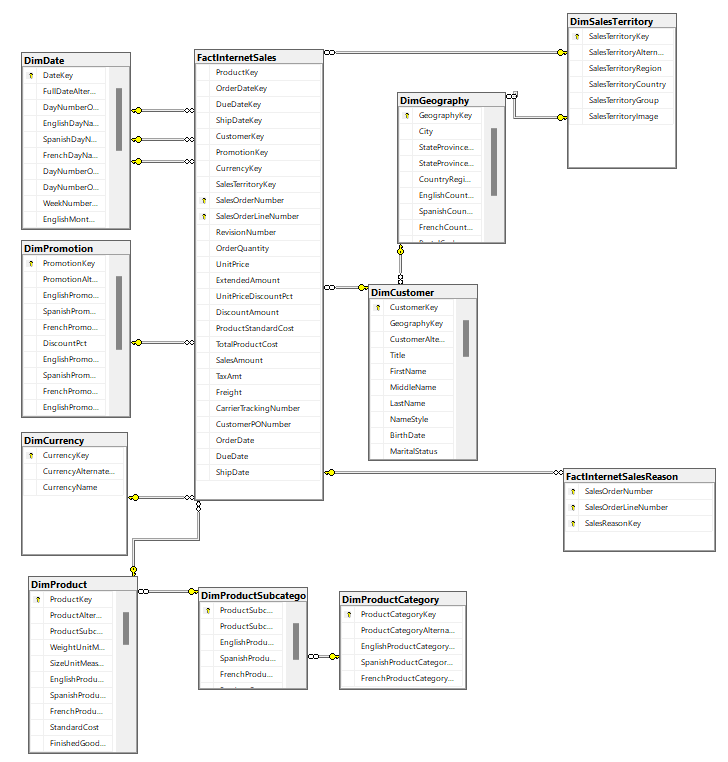 DimDate
DateKey
FullDateAlter...
DayNumberO...
EnglishDayNa...
SpanishDayN...
FrenchDayNa...
DayNumberO...
DayNumberO...
WeekNumber...
EnglishMont...
DimPromotion
PromotionKey
PromotionAlt...
EnglishPromo...
SpanishProm...
FrenchPromo...
DiscountPct
EnglishPromo...
SpanishProm...
FrenchPromo...
EnglishPromo...
DimCurrency
CurrencyKey
CurrencyAlternate...
CurrencyName
FactInternetSales
ProductKey
OrderDateKey
DueDateKey
ShipDateKey
CustomerKey
PromotionKey
CurrencyKey
SalesTerritoryKey
SalesOrderNumber
SalesOrderLineNumber
RevisionNumber
OrderQuantity
UnitPrice
ExtendedAmount
UnitPriceDiscountPct
DiscountAmount
ProductStandardCost
TotalProductCost
SalesAmount
TaxAmt
Freight
CarrierTrackingNumber
CustomerPONumber
OrderDate
DueDate
ShipDate
DimGeography
GeographyKey
City
StateProvince...
StateProvince...
CountryRegi...
EnglishCount...
SpanishCoun...
FrenchCount...
DimSalesTerritory
SalesTerritoryKey
SalesTerritoryAltern...
SalesTerritoryRegion
SalesTerritoryCountry
SalesTerritoryGroup
SalesTerritoryImage
DimCustomer
CustomerKey
GeographyKey
CustomerAlte...
Title
FirstName
MiddleName
LastName
NameStyle
BirthDate
MaritalStatus
FactInternetSalesReason
SalesOrderNumber
SalesOrderLineNumber
SalesReasonKey
DimProduct
ProductKey
ProductAlter...
ProductSubc...
WeightUnitM...
SizeUnitMeas...
EnglishProdu...
SpanishProdu...
FrenchProdu...
StandardCost
FinishedGood...
DimProductSubcatego
ProductSubc...
ProductSubc...
EnglishProdu...
SpanishProdu...
FrenchProdu...
DimProductCategory
ProductCategoryKey
ProductCategoryAlterna...
EnglishProductCategory...
SpanishProductCategor...
FrenchProductCategory...